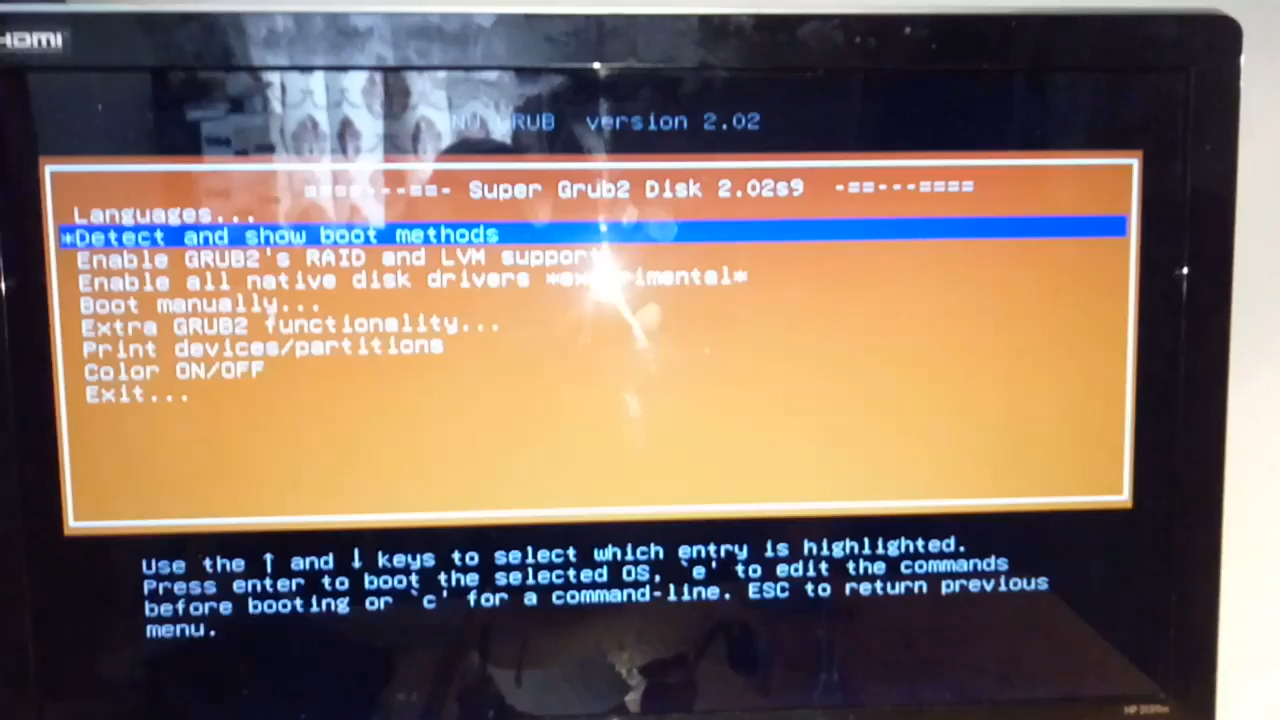 HDMI
GRUB version 2.02
Super Grub2 Disk 2.02s9 -==---====
Languages...
*Detect and show boot methods
Enable GRUB2's RAID and LVM support
Enable all native disk drivers
Boot manually...
Extra GRUB2 functionality...
Print devices/partitions
Color ON/OFF
Exit...
Use the ↑ and ↓ keys to select which entry is highlighted.
Press enter to boot the selected OS, `e' to edit the commands
before booting or `c' for a command-line. ESC to return previous
menu.